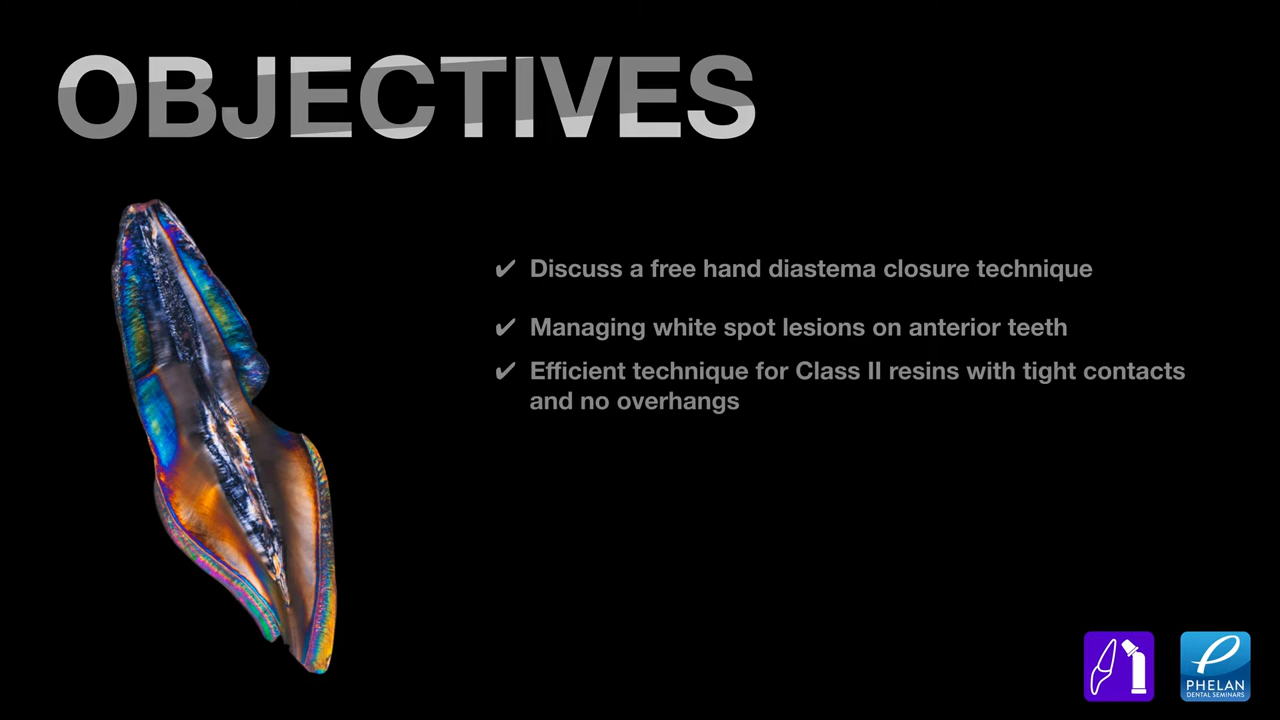 OBJECTIVES
✔ Discuss a free hand diastema closure technique
✔ Managing white spot lesions on anterior teeth
✔ Efficient technique for Class II resins with tight contacts
and no overhangs
PHELAN
DENTAL SEMINARS